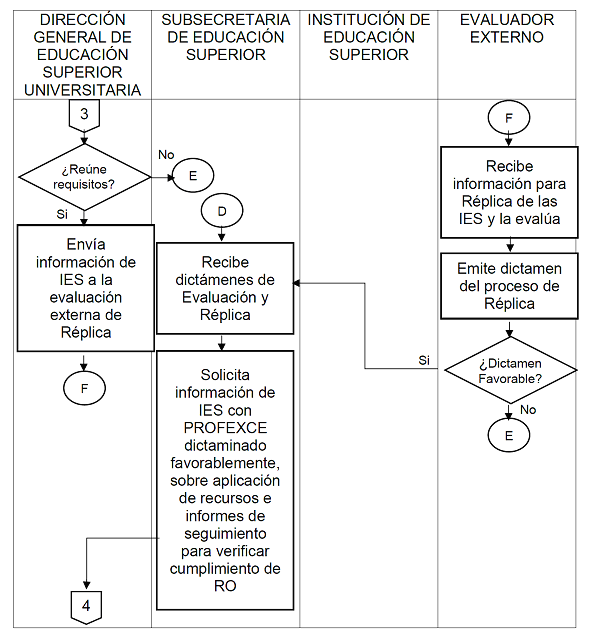 DIRECCIÓN
GENERAL DE
EDUCACIÓN
SUPERIOR
UNIVERSITARIA
SUBSECRETARIA
DE EDUCACIÓN
SUPERIOR
INSTITUCIÓN DE
EDUCACIÓN
SUPERIOR
EVALUADOR
EXTERNO
3
¿Reúne
requisitos?
No
E
Si
Envía
información de
IES a la
evaluación
externa de
Réplica
F
D
Recibe
dictámenes de
Evaluación y
Réplica
Solicita
información de
IES con
PROFEXCE
dictaminado
favorablemente,
sobre aplicación
de recursos e
informes de
seguimiento
para verificar
cumplimiento de
RO
4
F
Recibe
información para
Réplica de las
IES y la evalúa
Emite dictamen
del proceso de
Réplica
¿Dictamen
Favorable?
Si
No
E